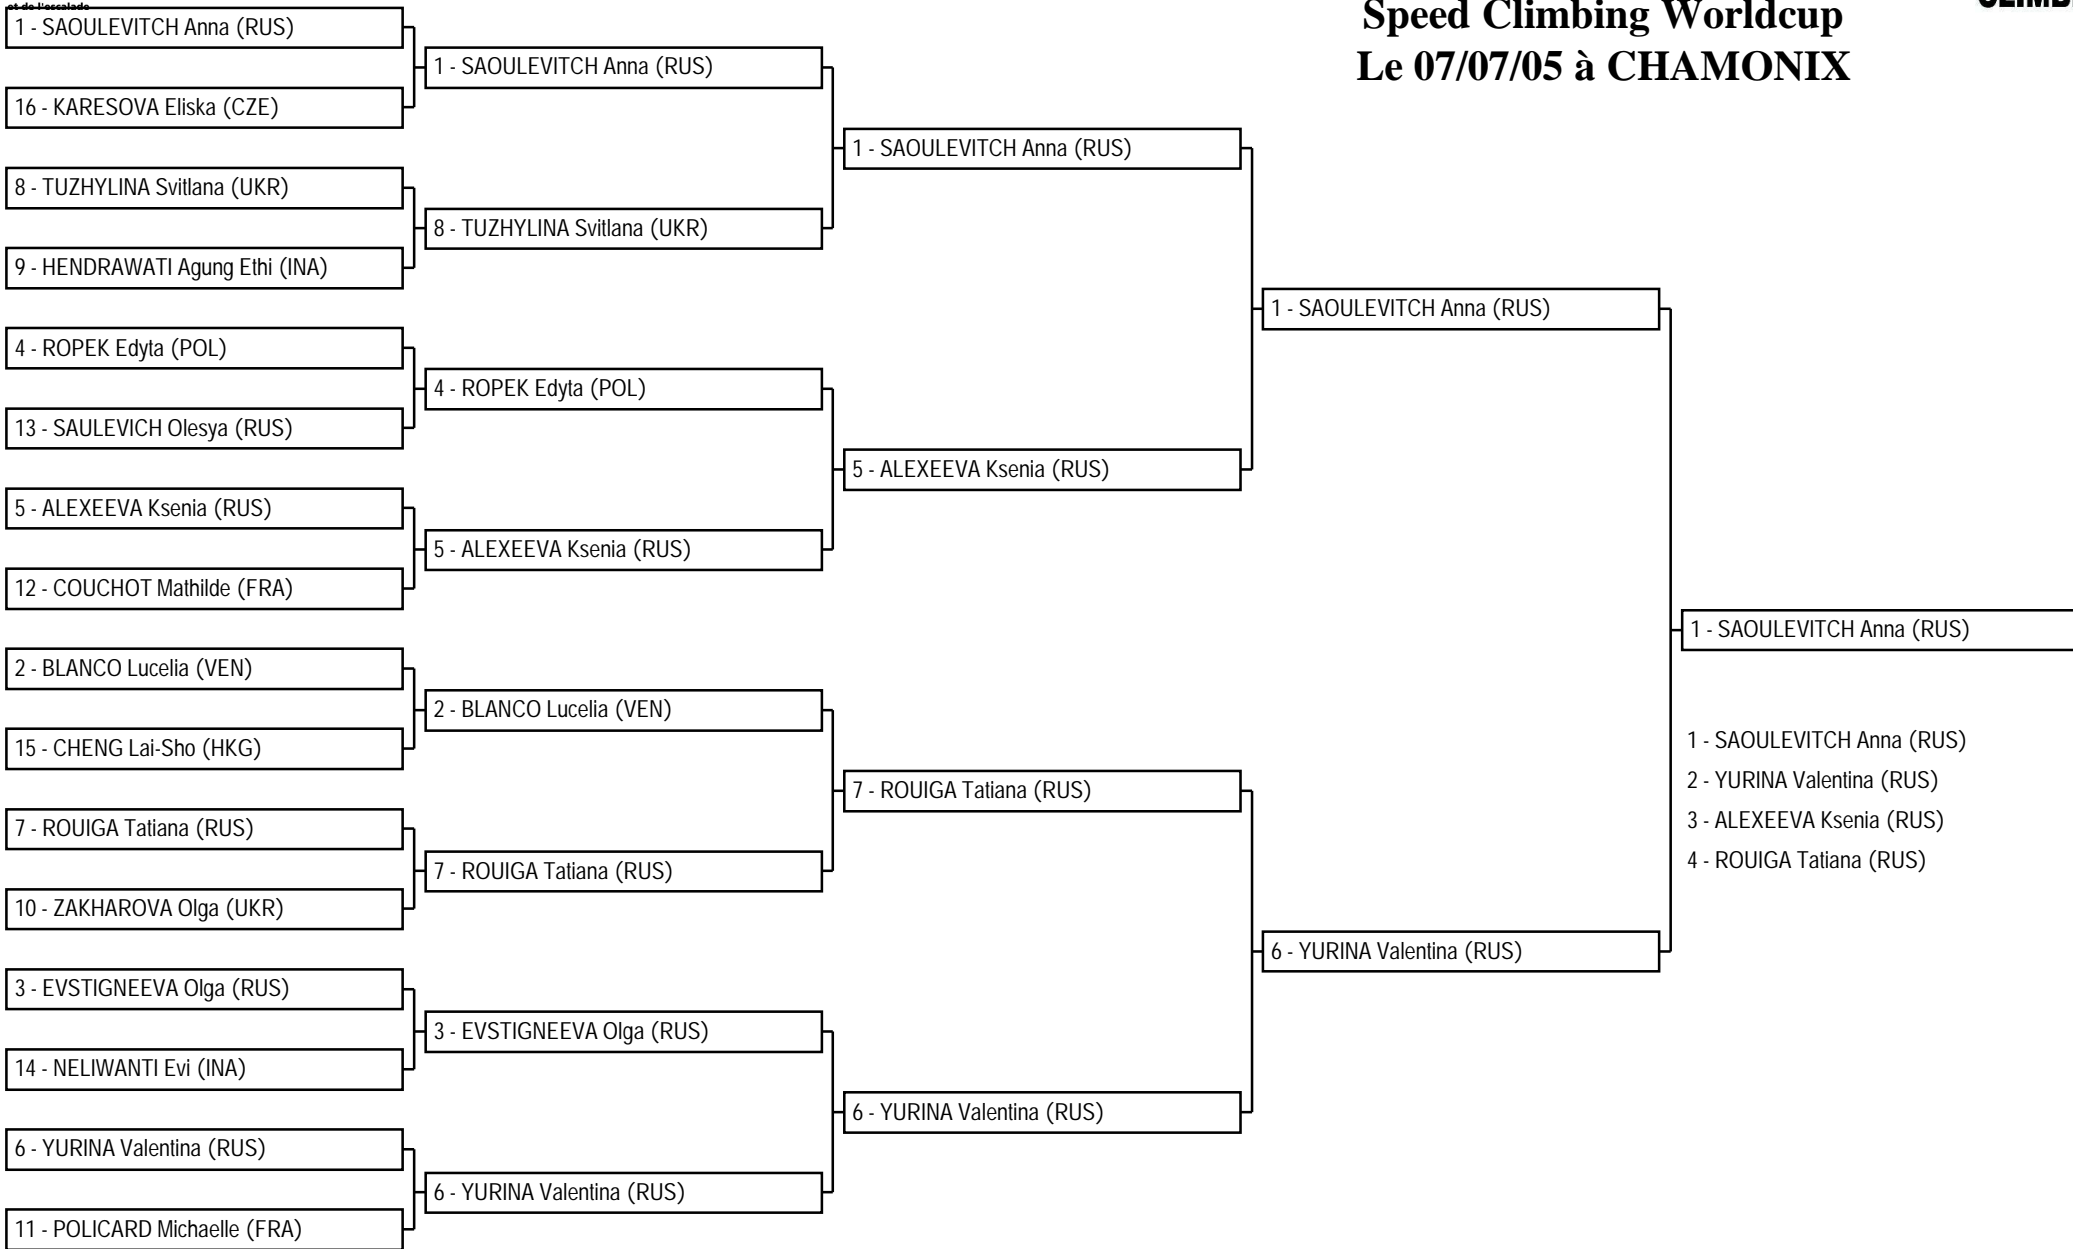 et de l'escalade
Speed Climbing Worldcup
Le 07/07/05 à CHAMONIX
1 - SAOULEVITCH Anna (RUS)
16 - KARESOVA Eliska (CZE)
8 - TUZHYLINA Svitlana (UKR)
9 - HENDRAWATI Agung Ethi (INA)
4 - ROPEK Edyta (POL)
13 - SAULEVICH Olesya (RUS)
5 - ALEXEEVA Ksenia (RUS)
12 - COUCHOT Mathilde (FRA)
2 - BLANCO Lucelia (VEN)
15 - CHENG Lai-Sho (HKG)
7 - ROUIGA Tatiana (RUS)
10 - ZAKHAROVA Olga (UKR)
3 - EVSTIGNEEVA Olga (RUS)
14 - NELIWANTI Evi (INA)
6 - YURINA Valentina (RUS)
11 - POLICARD Michaelle (FRA)
1 - SAOULEVITCH Anna (RUS)
8 - TUZHYLINA Svitlana (UKR)
4 - ROPEK Edyta (POL)
5 - ALEXEEVA Ksenia (RUS)
2 - BLANCO Lucelia (VEN)
7 - ROUIGA Tatiana (RUS)
3 - EVSTIGNEEVA Olga (RUS)
6 - YURINA Valentina (RUS)
1 - SAOULEVITCH Anna (RUS)
5 - ALEXEEVA Ksenia (RUS)
7 - ROUIGA Tatiana (RUS)
6 - YURINA Valentina (RUS)
1 - SAOULEVITCH Anna (RUS)
6 - YURINA Valentina (RUS)
1 - SAOULEVITCH Anna (RUS)
1 - SAOULEVITCH Anna (RUS)
2 - YURINA Valentina (RUS)
3 - ALEXEEVA Ksenia (RUS)
4 - ROUIGA Tatiana (RUS)